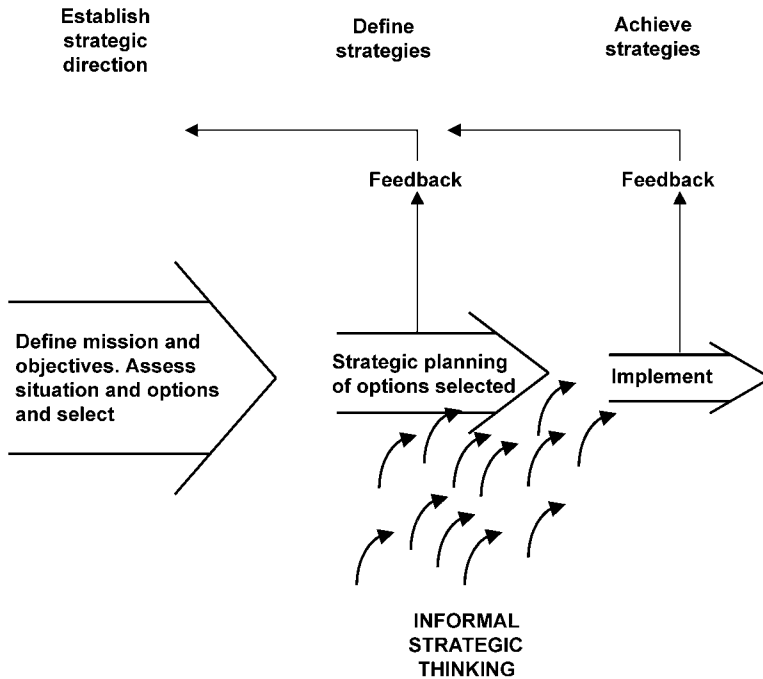 Establish
strategic
direction
Define
strategies
Achieve
strategies
Feedback
Feedback
Define mission and
objectives. Assess
situation and options
and select
Strategic planning
of options selected
Implement
INFORMAL
STRATEGIC
THINKING